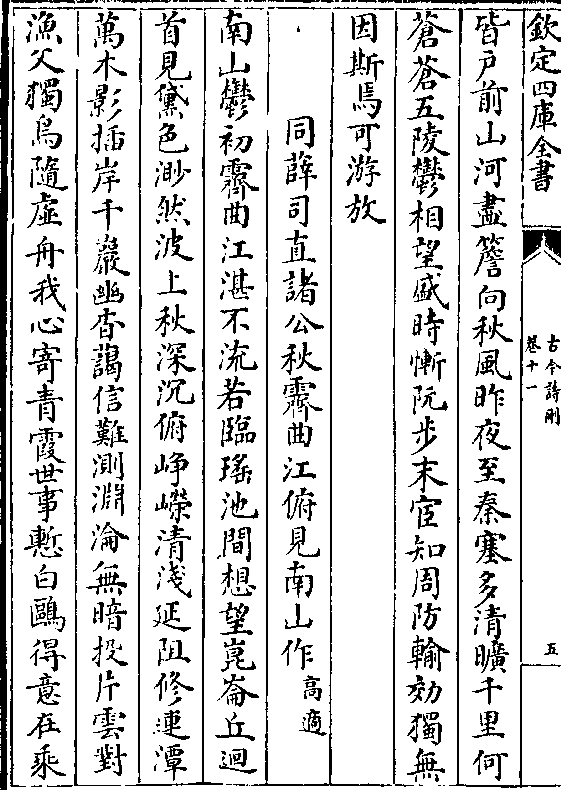 欽定四庫全書
古今詩刪
卷十一
五
皆戶前山河盡簷向秋風昨夜至秦塞多清曠千里何
蒼蒼五陵鬱相望盛時慚阮步末宦知周防輸効獨無
因斯焉可游放
同薛司直諸公秋霽曲江俯見南山作 高適
南山鬱初霽曲江湛不流若臨瑤池間想望崑崙丘迴
首見黛色渺然波上秋深沉俯崢嶸清淺延阻修連潭
萬木影插岸千巖幽杳藹信難測淵淪無暗投片雲對
漁父獨鳥隨虛舟我心寄青霞世事慙白鷗得意在乘